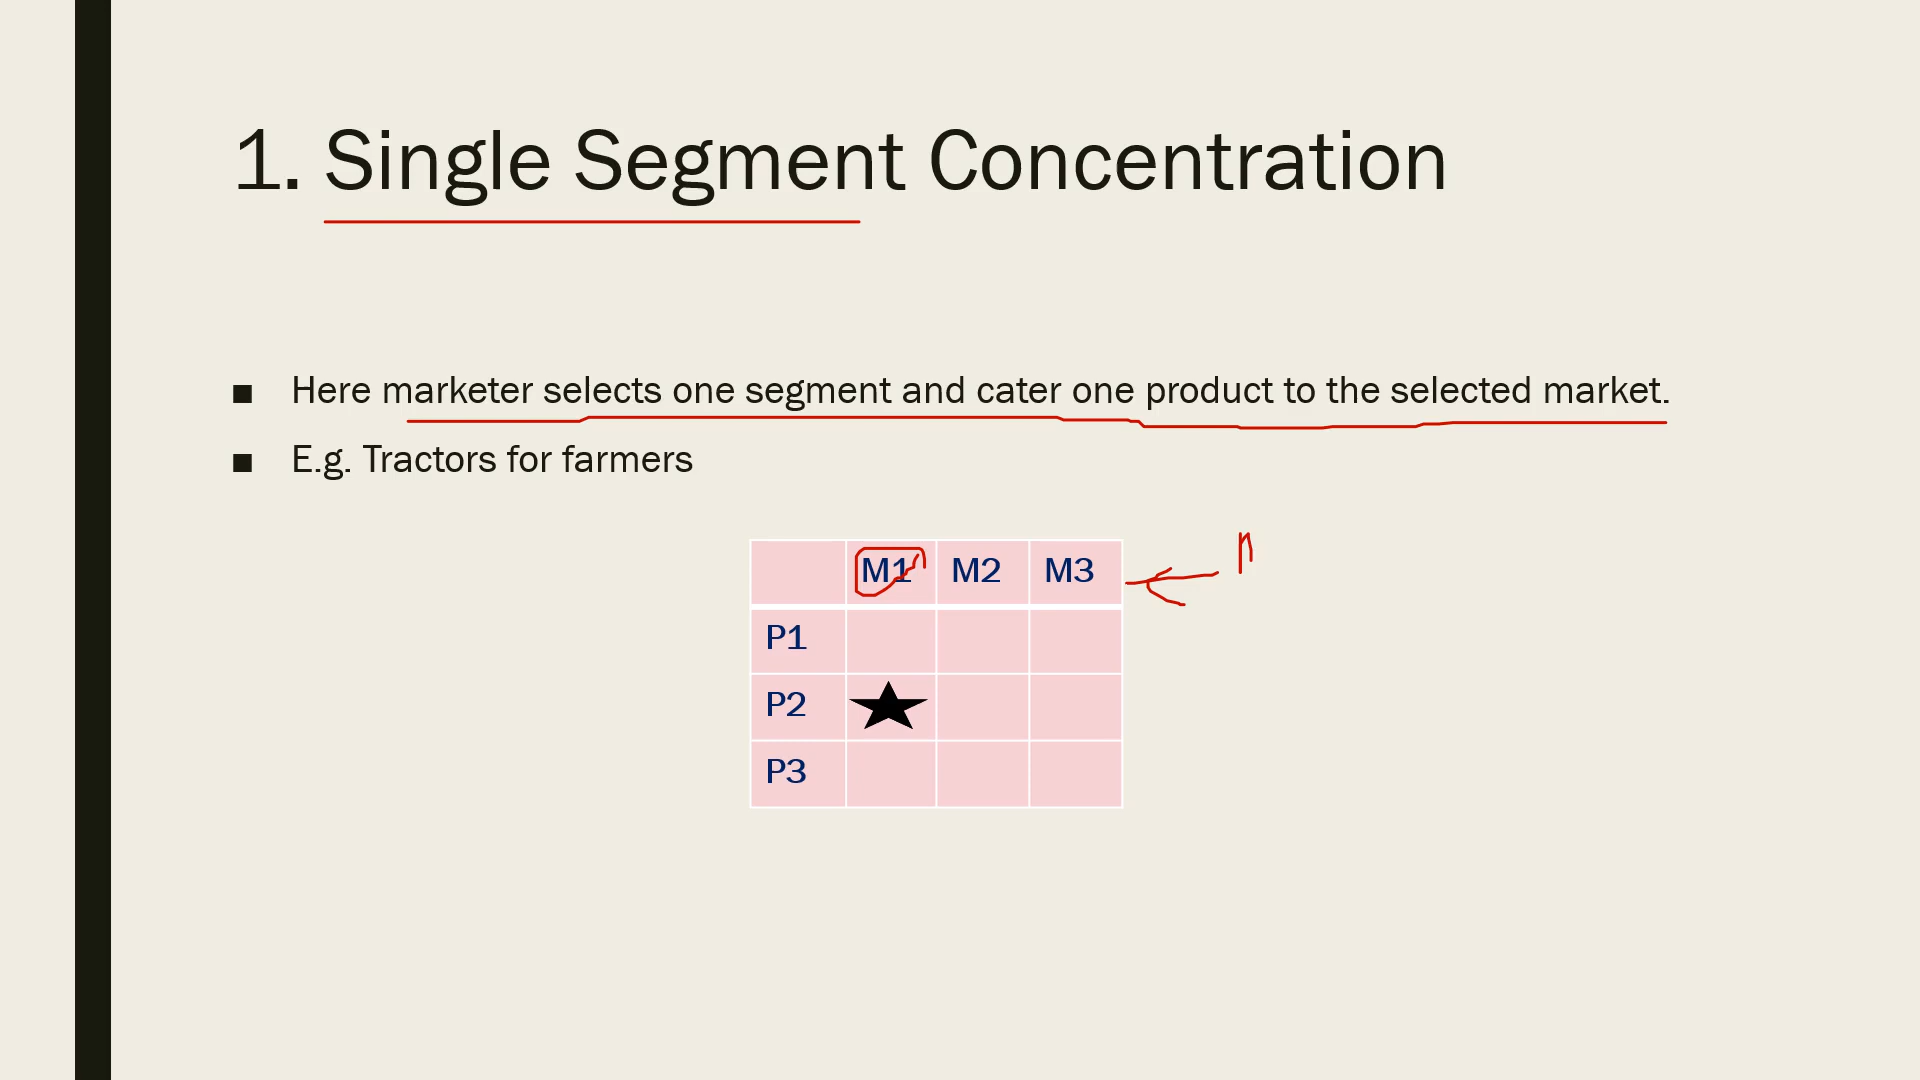 1. Single Segment Concentration
■ Here marketer selects one segment and cater one product to the selected market.
■ E.g. Tractors for farmers
M1 M2 M3
P1
P2
P3